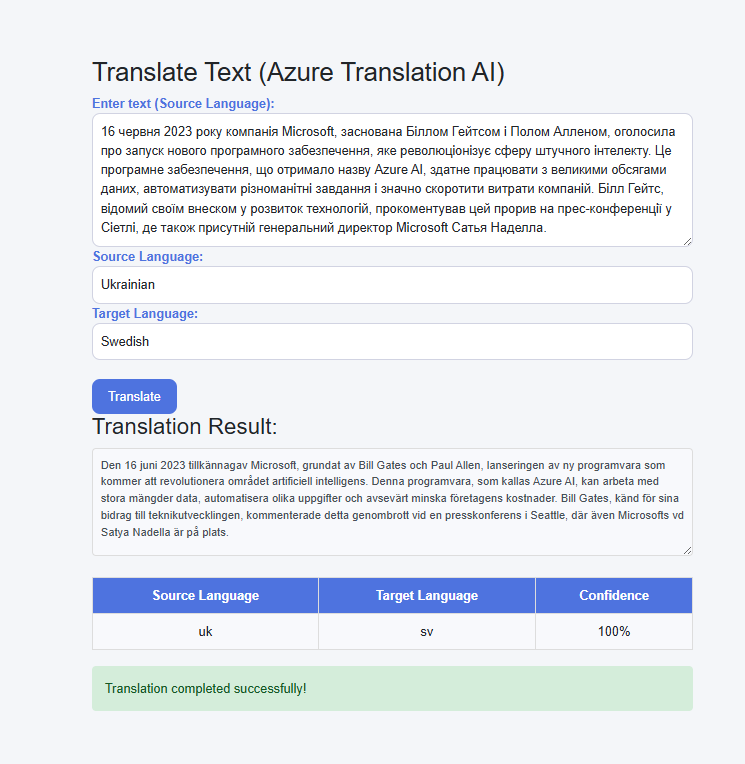 Translate Text (Azure Translation AI)
Enter text (Source Language):
16 червня 2023 року компанія Microsoft, заснована Біллом Гейтсом і Полом Алленом, оголосила
про запуск нового програмного забезпечення, яке революціонізує сферу штучного інтелекту. Це
програмне забезпечення, що отримало назву Azure AI, здатне працювати з великими обсягами
даних, автоматизувати різноманітні завдання і значно скоротити витрати компаній. Білл Гейтс,
відомий своїм внеском у розвиток технологій, прокоментував цей прорив на прес-конференції у
Сіетлі, де також присутній генеральний директор Microsoft Сатья Наделла.
Source Language:
Ukrainian
Target Language:
Swedish
Translate
Translation Result:
Den 16 juni 2023 tillkännagav Microsoft, grundat av Bill Gates och Paul Allen, lanseringen av ny programvara som
kommer att revolutionera området artificiell intelligens. Denna programvara, som kallas Azure AI, kan arbeta med
stora mängder data, automatisera olika uppgifter och avsevärt minska företagens kostnader. Bill Gates, känd för sina
bidrag till teknikutvecklingen, kommenterade detta genombrott vid en presskonferens i Seattle, där även Microsofts vd
Satya Nadella är på plats.
Source Language Target Language Confidence
uk sv 100%
Translation completed successfully!